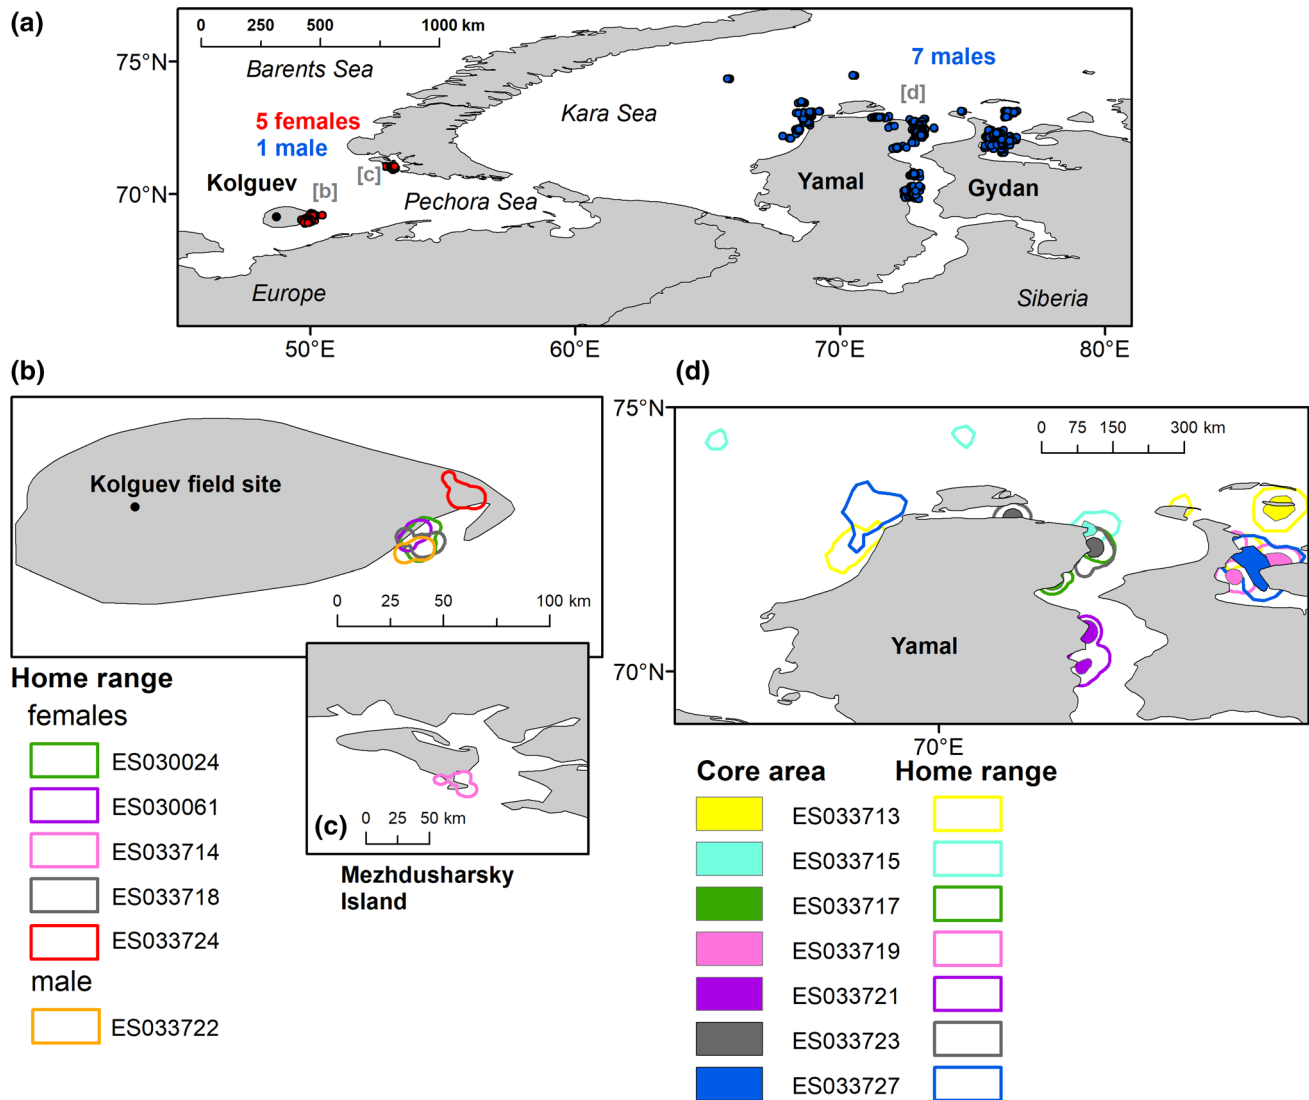 (a)
0 250 500 1000 km
75°N
Barents Sea
7 males
[d]
Kara Sea
5 females
1 male
[c]
Kolguev
[b]
70°N
Pechora Sea
Yamal
Gydan
Europe
Siberia
50°E 60°E 70°E 80°E
(b)
Kolguev field site
0 25 50 100 km
(c)
0 25 50 km
Mezhdusharsky
Island
Home range
females
ES030024
ES030061
ES033714
ES033718
ES033724
male
ES033722
(d)
75°N
0 75 150 300 km
Yamal
70°N
70°E
Core area Home range
ES033713
ES033715
ES033717
ES033719
ES033721
ES033723
ES033727